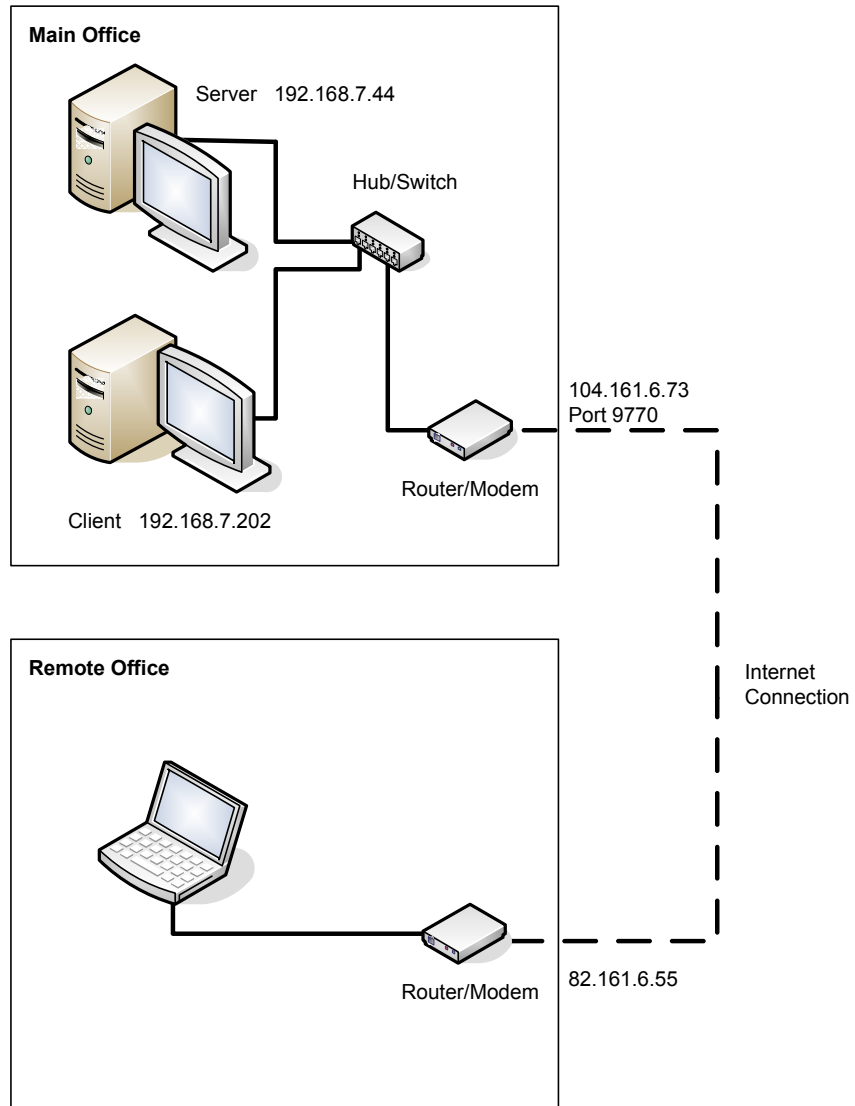 Main Office
Server 192.168.7.44
Hub/Switch
104.161.6.73
Port 9770
Router/Modem
Client 192.168.7.202
Remote Office
Internet
Connection
Router/Modem
82.161.6.55